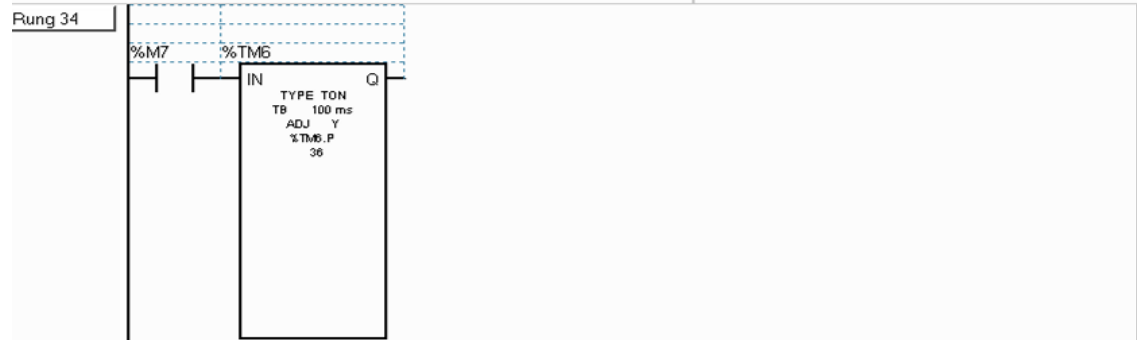 Rung 34
%M7 %TM6
IN Q
TYPE TON
TB 100 ms
ADJ Y
%TM6.P
36